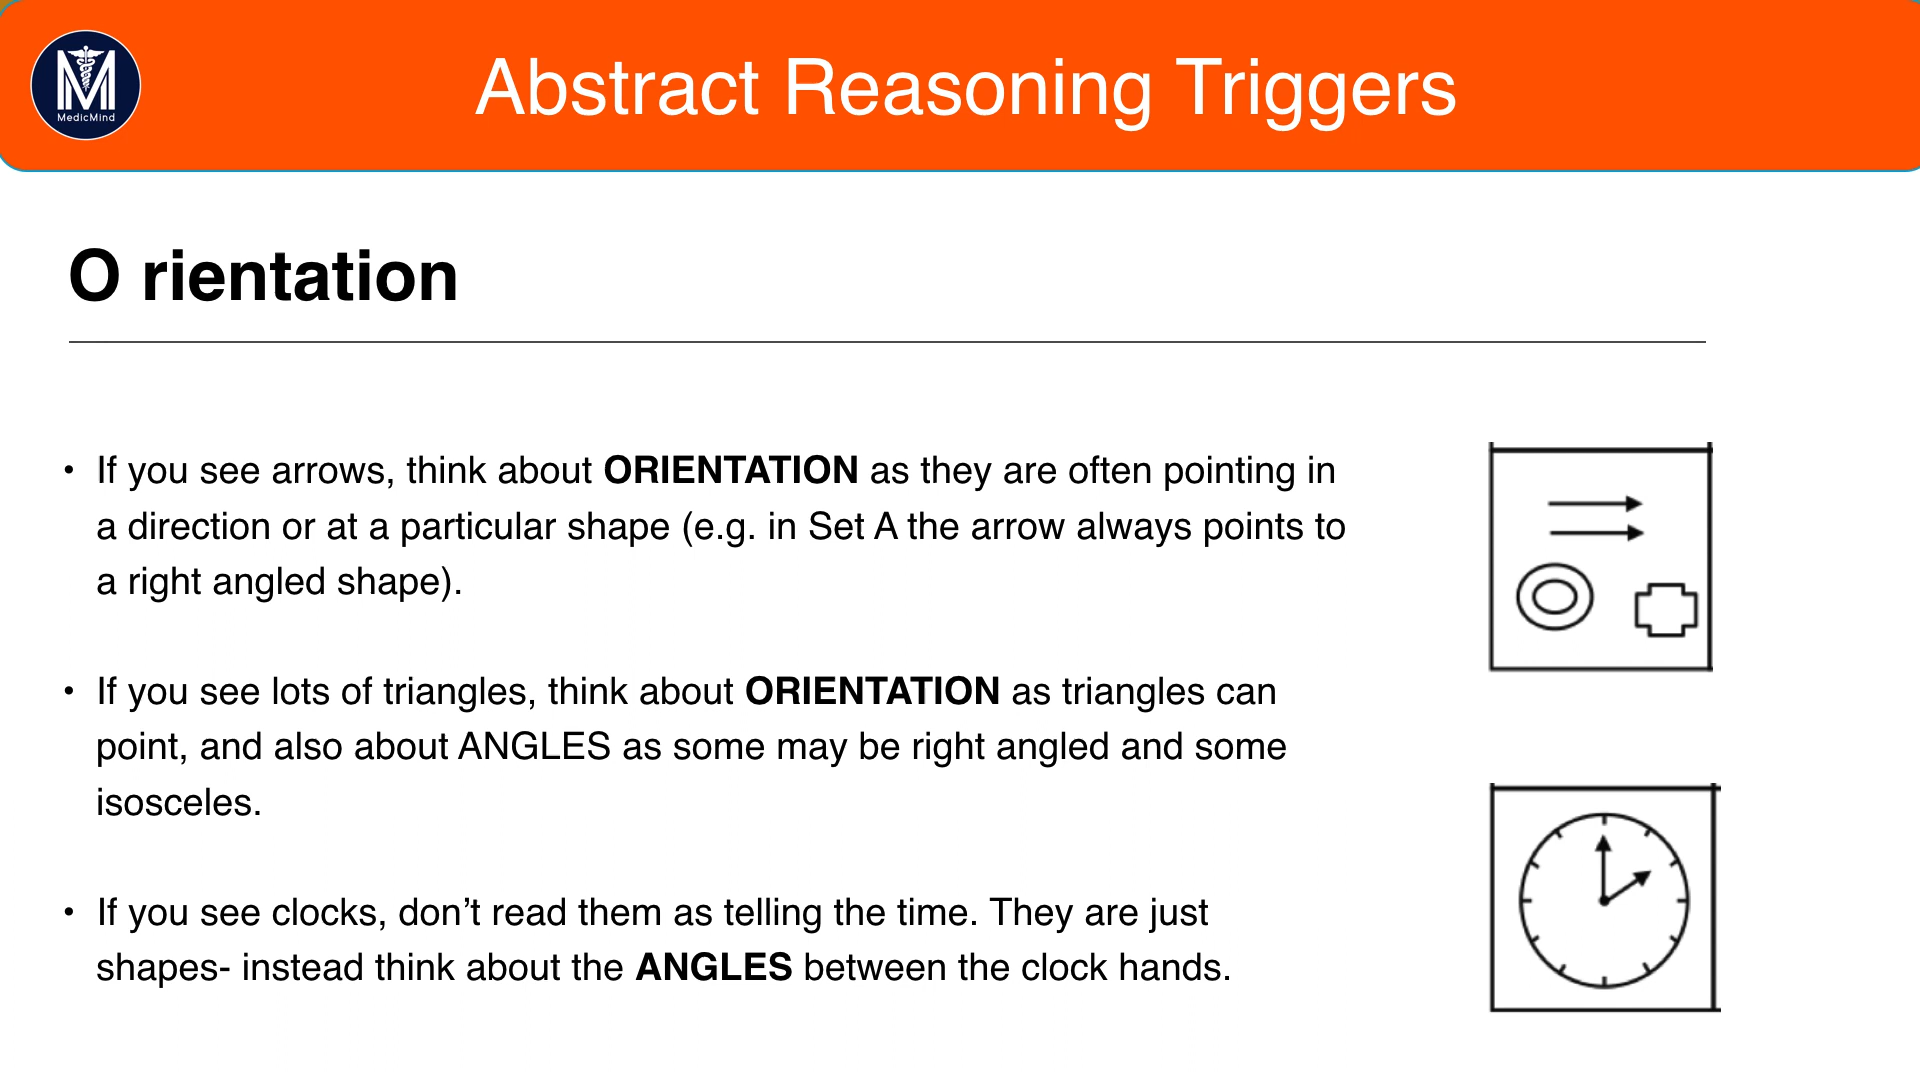 M
MedicMind
Abstract Reasoning Triggers
O rientation
• If you see arrows, think about ORIENTATION as they are often pointing in
a direction or at a particular shape (e.g. in Set A the arrow always points to
a right angled shape).
• If you see lots of triangles, think about ORIENTATION as triangles can
point, and also about ANGLES as some may be right angled and some
isosceles.
• If you see clocks, don’t read them as telling the time. They are just
shapes- instead think about the ANGLES between the clock hands.